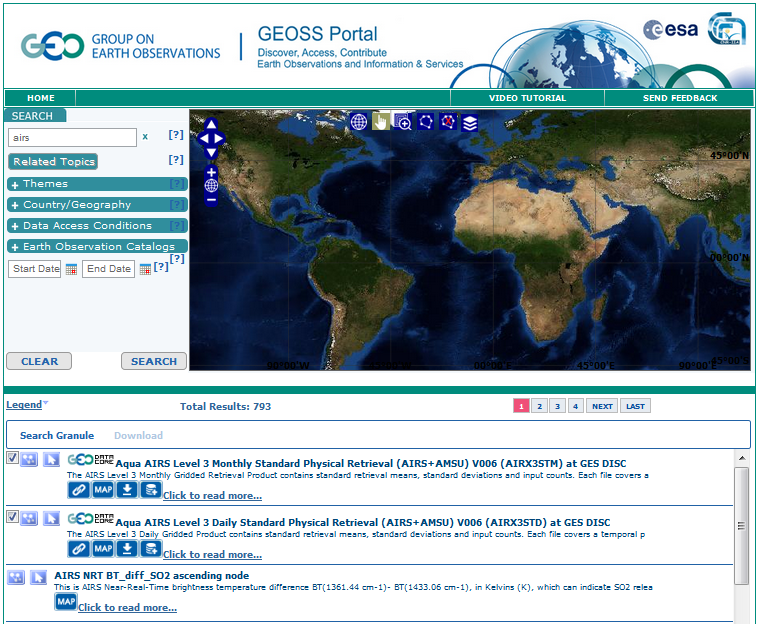 GEO GROUP ON
EARTH OBSERVATIONS
GEOSS Portal
Discover, Access, Contribute
Earth Observations and Information & Services
esa
HOME
VIDEO TUTORIAL
SEND FEEDBACK
SEARCH
airs x [?]
Related Topics [?]
+ Themes [?]
+ Country/Geography [?]
+ Data Access Conditions [?]
+ Earth Observation Catalogs [?]
Start Date End Date [?]
CLEAR SEARCH
45°00'N
00°00'N
90°00'W 00°00'E 45°00'E 90°00'E
Legend Total Results: 793 1 2 3 4 NEXT LAST
Search Granule Download
GEO DATA CORE Aqua AIRS Level 3 Monthly Standard Physical Retrieval (AIRS+AMSU) V006 (AIRX3STM) at GES DISC
The AIRS Level 3 Monthly Gridded Retrieval Product contains standard retrieval means, standard deviations and input counts. Each file covers a
MAP Click to read more...
GEO DATA CORE Aqua AIRS Level 3 Daily Standard Physical Retrieval (AIRS+AMSU) V006 (AIRX3STD) at GES DISC
The AIRS Level 3 Daily Gridded Product contains standard retrieval means, standard deviations and input counts. Each file covers a temporal p
MAP Click to read more...
AIRS NRT BT_diff_SO2 ascending node
This is AIRS Near-Real-Time brightness temperature difference BT(1361.44 cm-1)- BT(1433.06 cm-1), in Kelvins (K), which can indicate SO2 relea
MAP Click to read more...